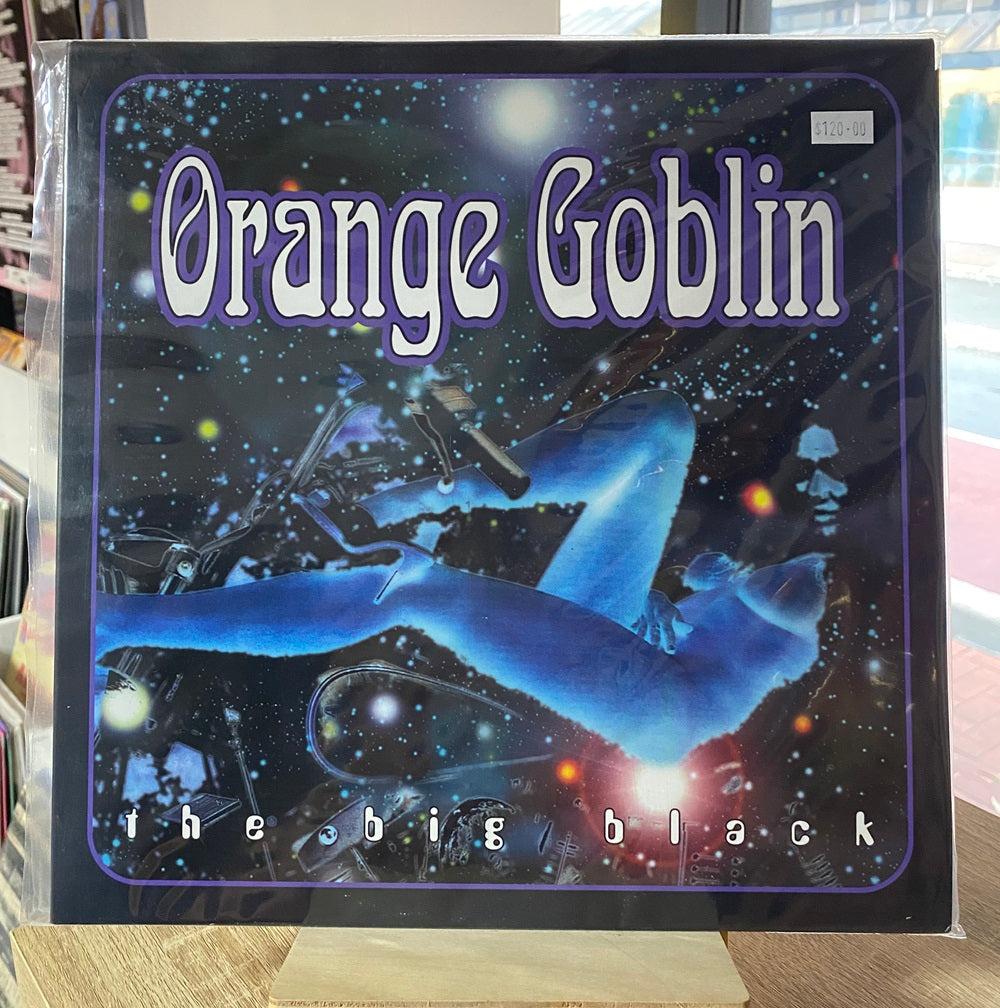 $120.00
Orange Goblin
the big black